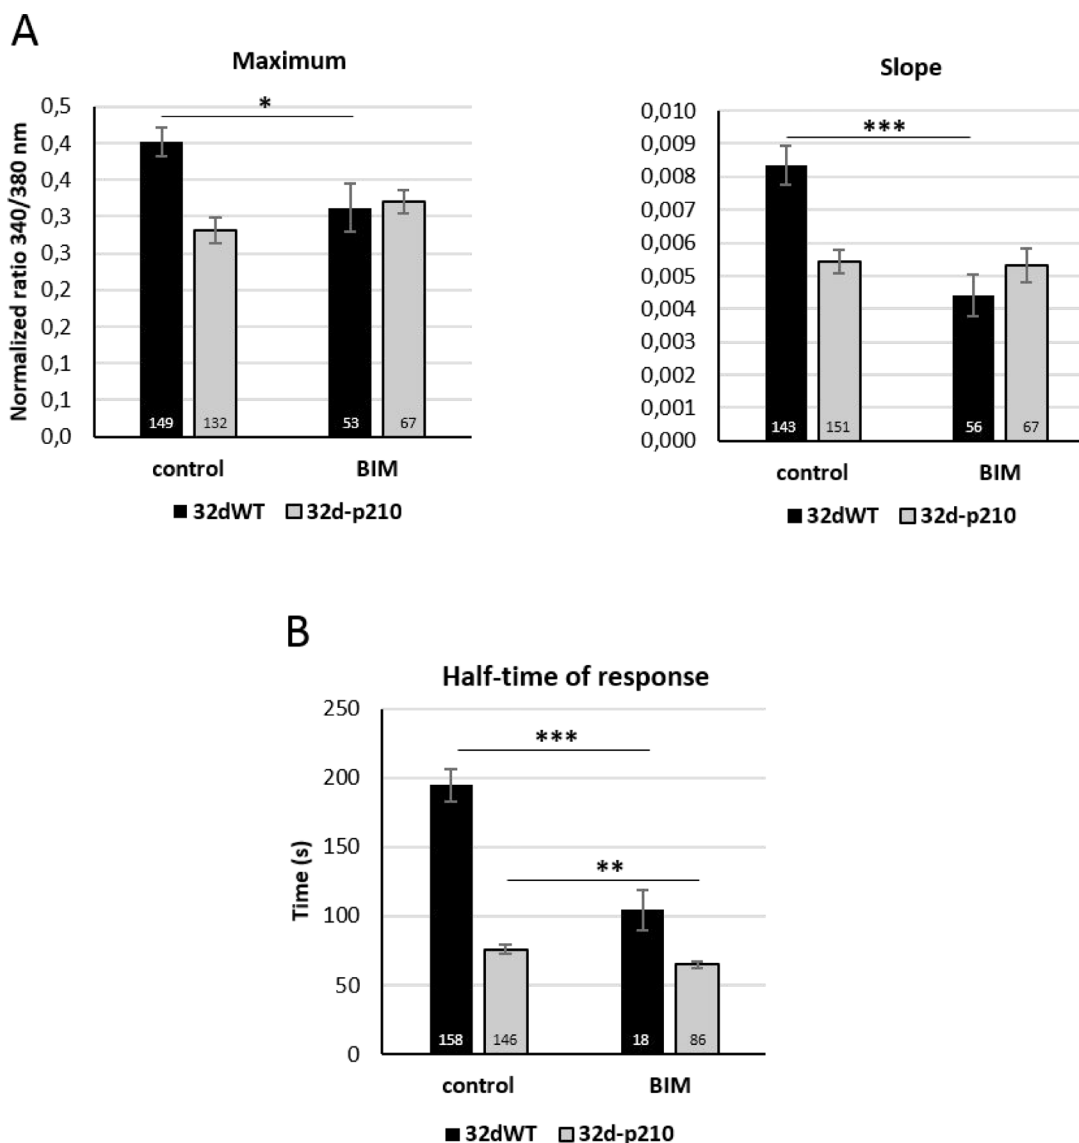 A
Maximum
Normalized ratio 340/380 nm
0,5
0,4
0,4
0,3
0,3
0,2
0,2
0,1
0,1
0,0
*
149
132
53
67
control
BIM
32dWT
32d-p210
Slope
0,010
0,009
0,008
0,007
0,006
0,005
0,004
0,003
0,002
0,001
0,000
***
143
151
56
67
control
BIM
32dWT
32d-p210
B
Half-time of response
Time (s)
250
200
150
100
50
0
***
**
158
146
18
86
control
BIM
32dWT
32d-p210